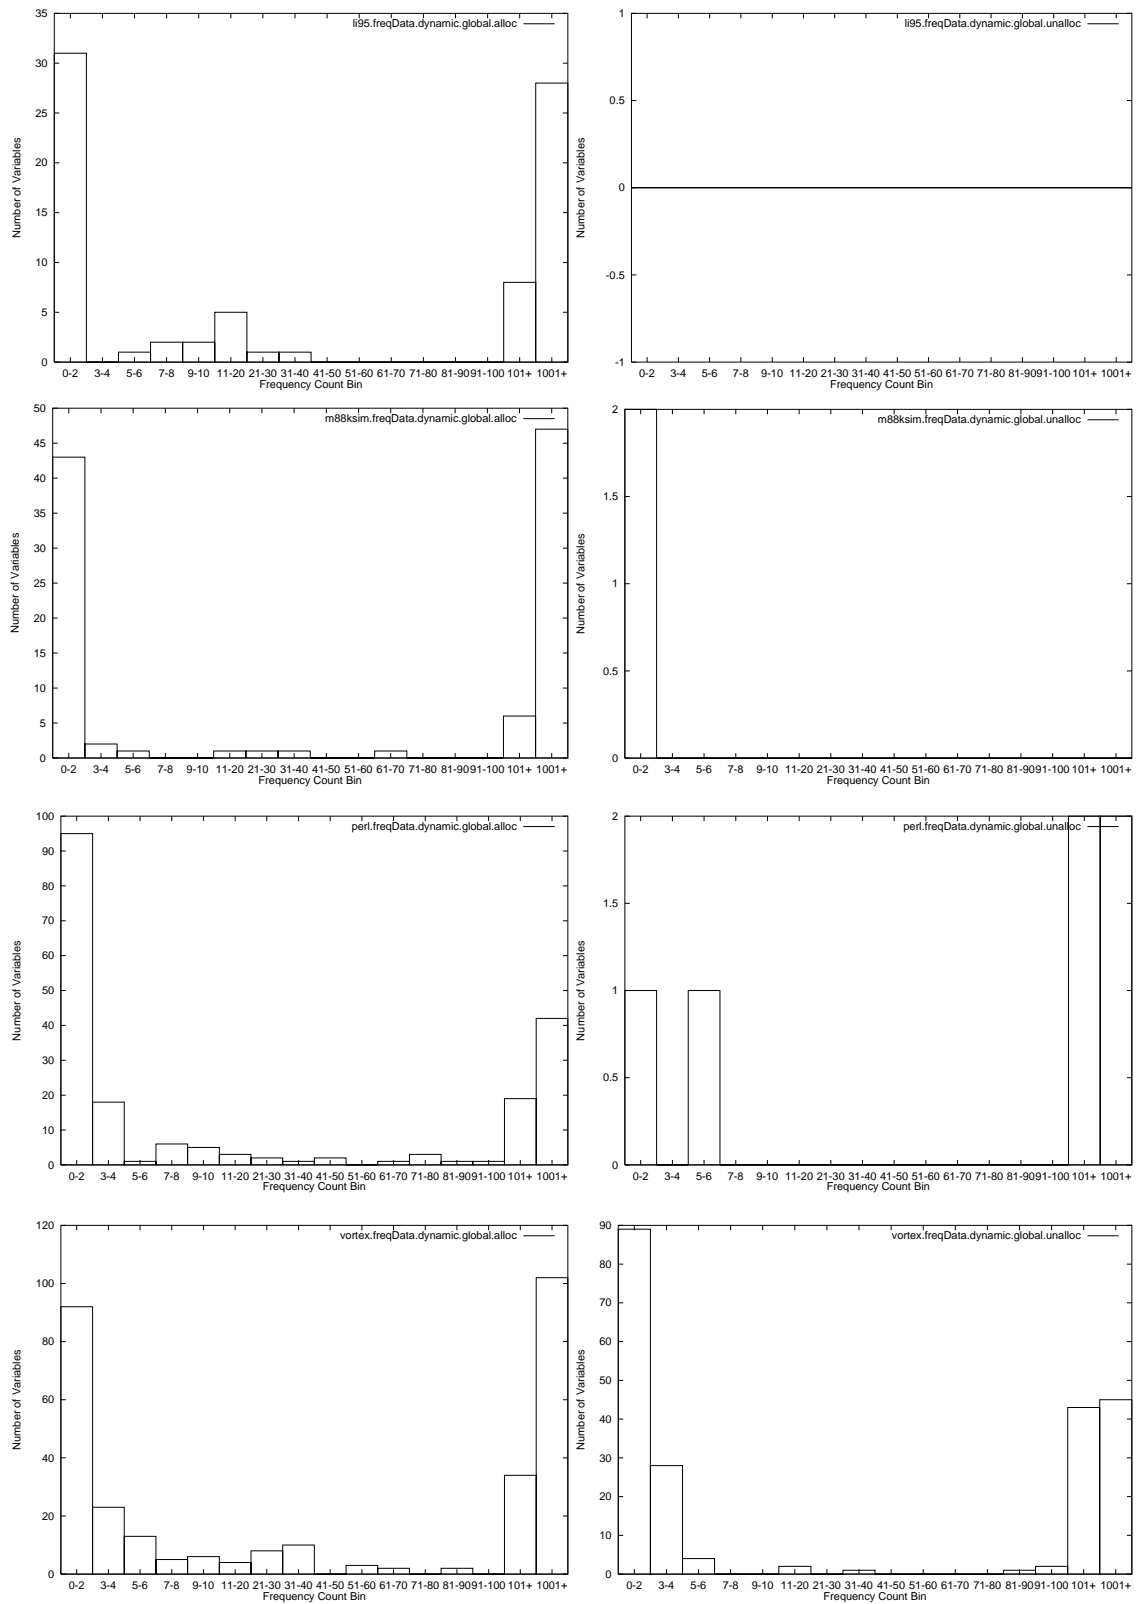 li95.freqData.dynamic.global.alloc
Number of Variables
35
30
25
20
15
10
5
0
0-2 3-4 5-6 7-8 9-10 11-20 21-30 31-40 41-50 51-60 61-70 71-80 81-90 91-100 101+ 1001+
Frequency Count Bin
li95.freqData.dynamic.global.unalloc
Number of Variables
1
0.5
0
-0.5
-1
0-2 3-4 5-6 7-8 9-10 11-20 21-30 31-40 41-50 51-60 61-70 71-80 81-90 91-100 101+ 1001+
Frequency Count Bin
m88ksim.freqData.dynamic.global.alloc
Number of Variables
50
45
40
35
30
25
20
15
10
5
0
0-2 3-4 5-6 7-8 9-10 11-20 21-30 31-40 41-50 51-60 61-70 71-80 81-90 91-100 101+ 1001+
Frequency Count Bin
m88ksim.freqData.dynamic.global.unalloc
Number of Variables
2
1.5
1
0.5
0
0-2 3-4 5-6 7-8 9-10 11-20 21-30 31-40 41-50 51-60 61-70 71-80 81-90 91-100 101+ 1001+
Frequency Count Bin
perl.freqData.dynamic.global.alloc
Number of Variables
100
90
80
70
60
50
40
30
20
10
0
0-2 3-4 5-6 7-8 9-10 11-20 21-30 31-40 41-50 51-60 61-70 71-80 81-90 91-100 101+ 1001+
Frequency Count Bin
perl.freqData.dynamic.global.unalloc
Number of Variables
2
1.5
1
0.5
0
0-2 3-4 5-6 7-8 9-10 11-20 21-30 31-40 41-50 51-60 61-70 71-80 81-90 91-100 101+ 1001+
Frequency Count Bin
vortex.freqData.dynamic.global.alloc
Number of Variables
120
100
80
60
40
20
0
0-2 3-4 5-6 7-8 9-10 11-20 21-30 31-40 41-50 51-60 61-70 71-80 81-90 91-100 101+ 1001+
Frequency Count Bin
vortex.freqData.dynamic.global.unalloc
Number of Variables
90
80
70
60
50
40
30
20
10
0
0-2 3-4 5-6 7-8 9-10 11-20 21-30 31-40 41-50 51-60 61-70 71-80 81-90 91-100 101+ 1001+
Frequency Count Bin